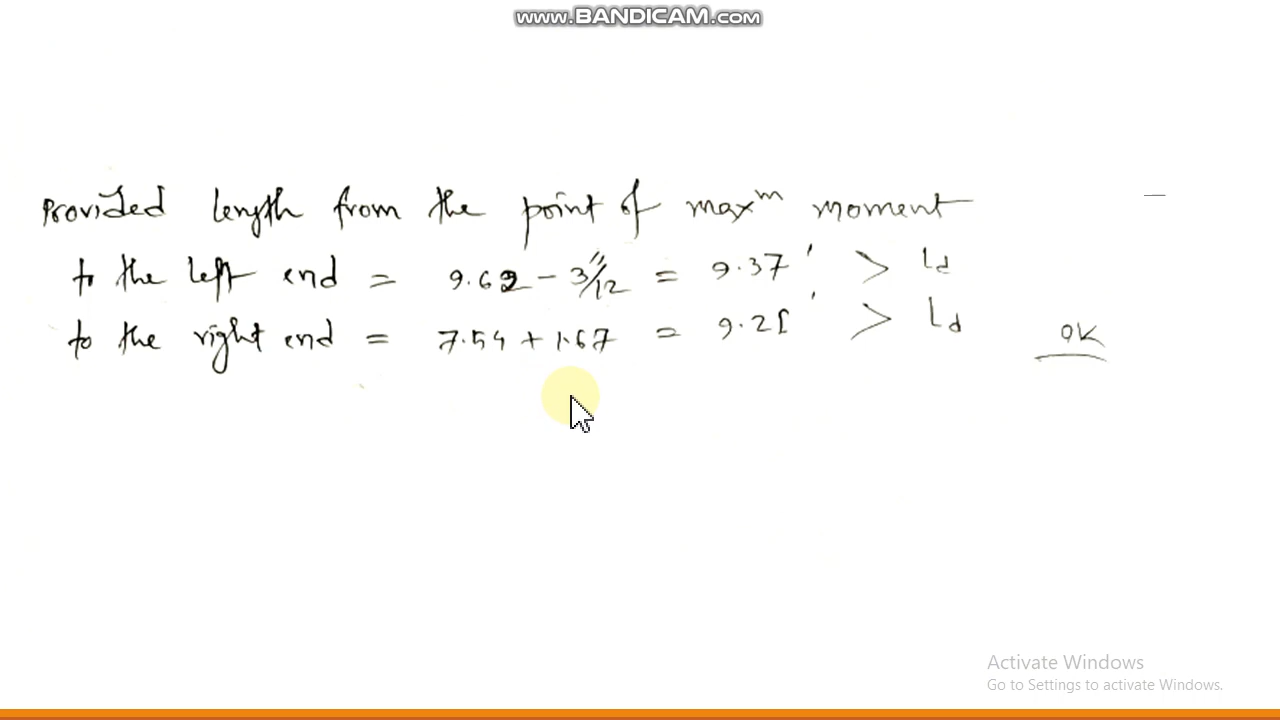 www.BANDICAM.com
Provided length from the point of maxᵐ moment
to the left end = 9.62 - 3"/12 = 9.37' > Ld
to the right end = 7.54 + 1.67 = 9.21' > Ld OK
Activate Windows
Go to Settings to activate Windows.